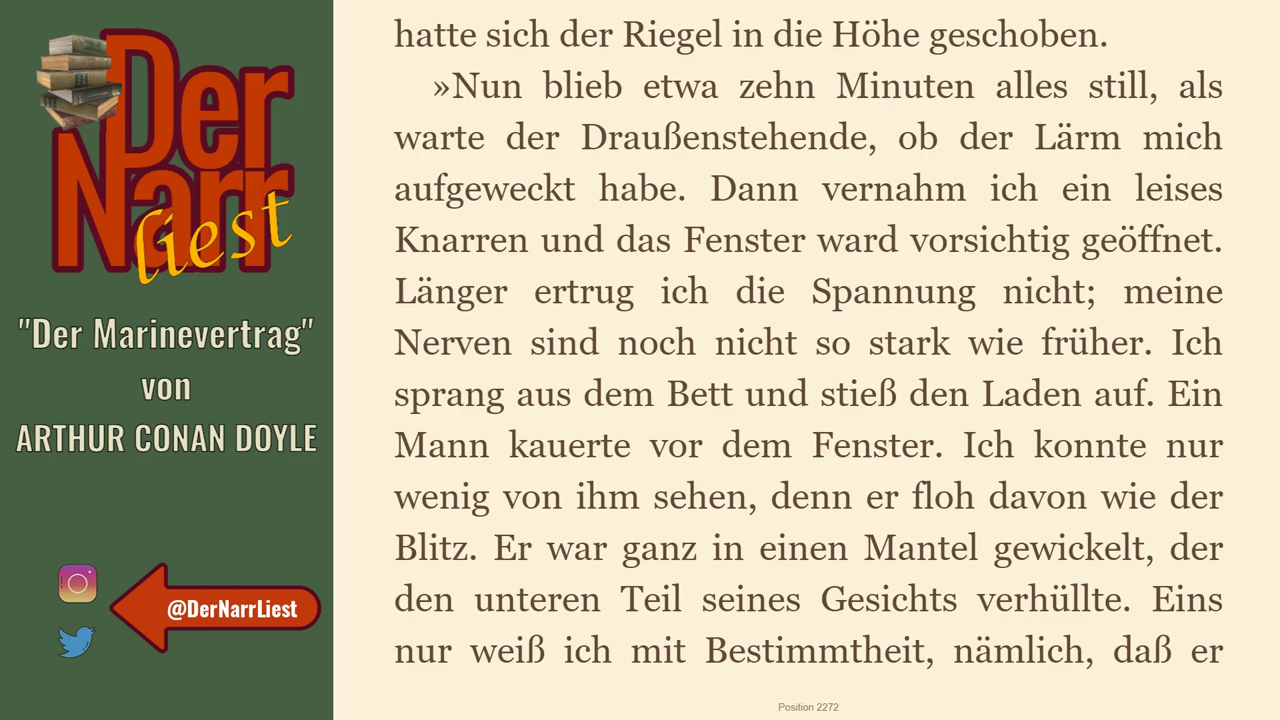 Der
Narr
liest
"Der Marinevertrag"
von
ARTHUR CONAN DOYLE
@DerNarrLiest
hatte sich der Riegel in die Höhe geschoben.
»Nun blieb etwa zehn Minuten alles still, als
warte der Draußenstehende, ob der Lärm mich
aufgeweckt habe. Dann vernahm ich ein leises
Knarren und das Fenster ward vorsichtig geöffnet.
Länger ertrug ich die Spannung nicht; meine
Nerven sind noch nicht so stark wie früher. Ich
sprang aus dem Bett und stieß den Laden auf. Ein
Mann kauerte vor dem Fenster. Ich konnte nur
wenig von ihm sehen, denn er floh davon wie der
Blitz. Er war ganz in einen Mantel gewickelt, der
den unteren Teil seines Gesichts verhüllte. Eins
nur weiß ich mit Bestimmtheit, nämlich, daß er
Position 2272